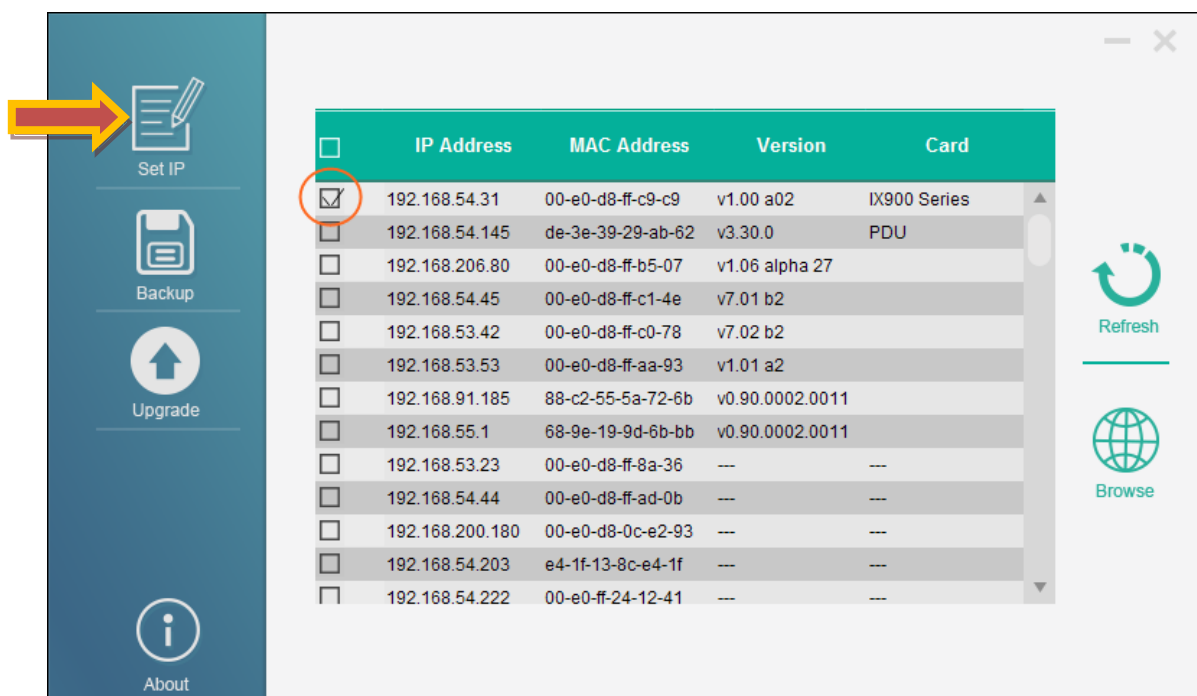 Set IP
Backup
Upgrade
About
IP Address MAC Address Version Card
192.168.54.31 00-e0-d8-ff-c9-c9 v1.00 a02 IX900 Series
192.168.54.145 de-3e-39-29-ab-62 v3.30.0 PDU
192.168.206.80 00-e0-d8-ff-b5-07 v1.06 alpha 27
192.168.54.45 00-e0-d8-ff-c1-4e v7.01 b2
192.168.53.42 00-e0-d8-ff-c0-78 v7.02 b2
192.168.53.53 00-e0-d8-ff-aa-93 v1.01 a2
192.168.91.185 88-c2-55-5a-72-6b v0.90.0002.0011
192.168.55.1 68-9e-19-9d-6b-bb v0.90.0002.0011
192.168.53.23 00-e0-d8-ff-8a-36 --- ---
192.168.54.44 00-e0-d8-ff-ad-0b --- ---
192.168.200.180 00-e0-d8-0c-e2-93 --- ---
192.168.54.203 e4-1f-13-8c-e4-1f --- ---
192.168.54.222 00-e0-ff-24-12-41 --- ---
Refresh
Browse